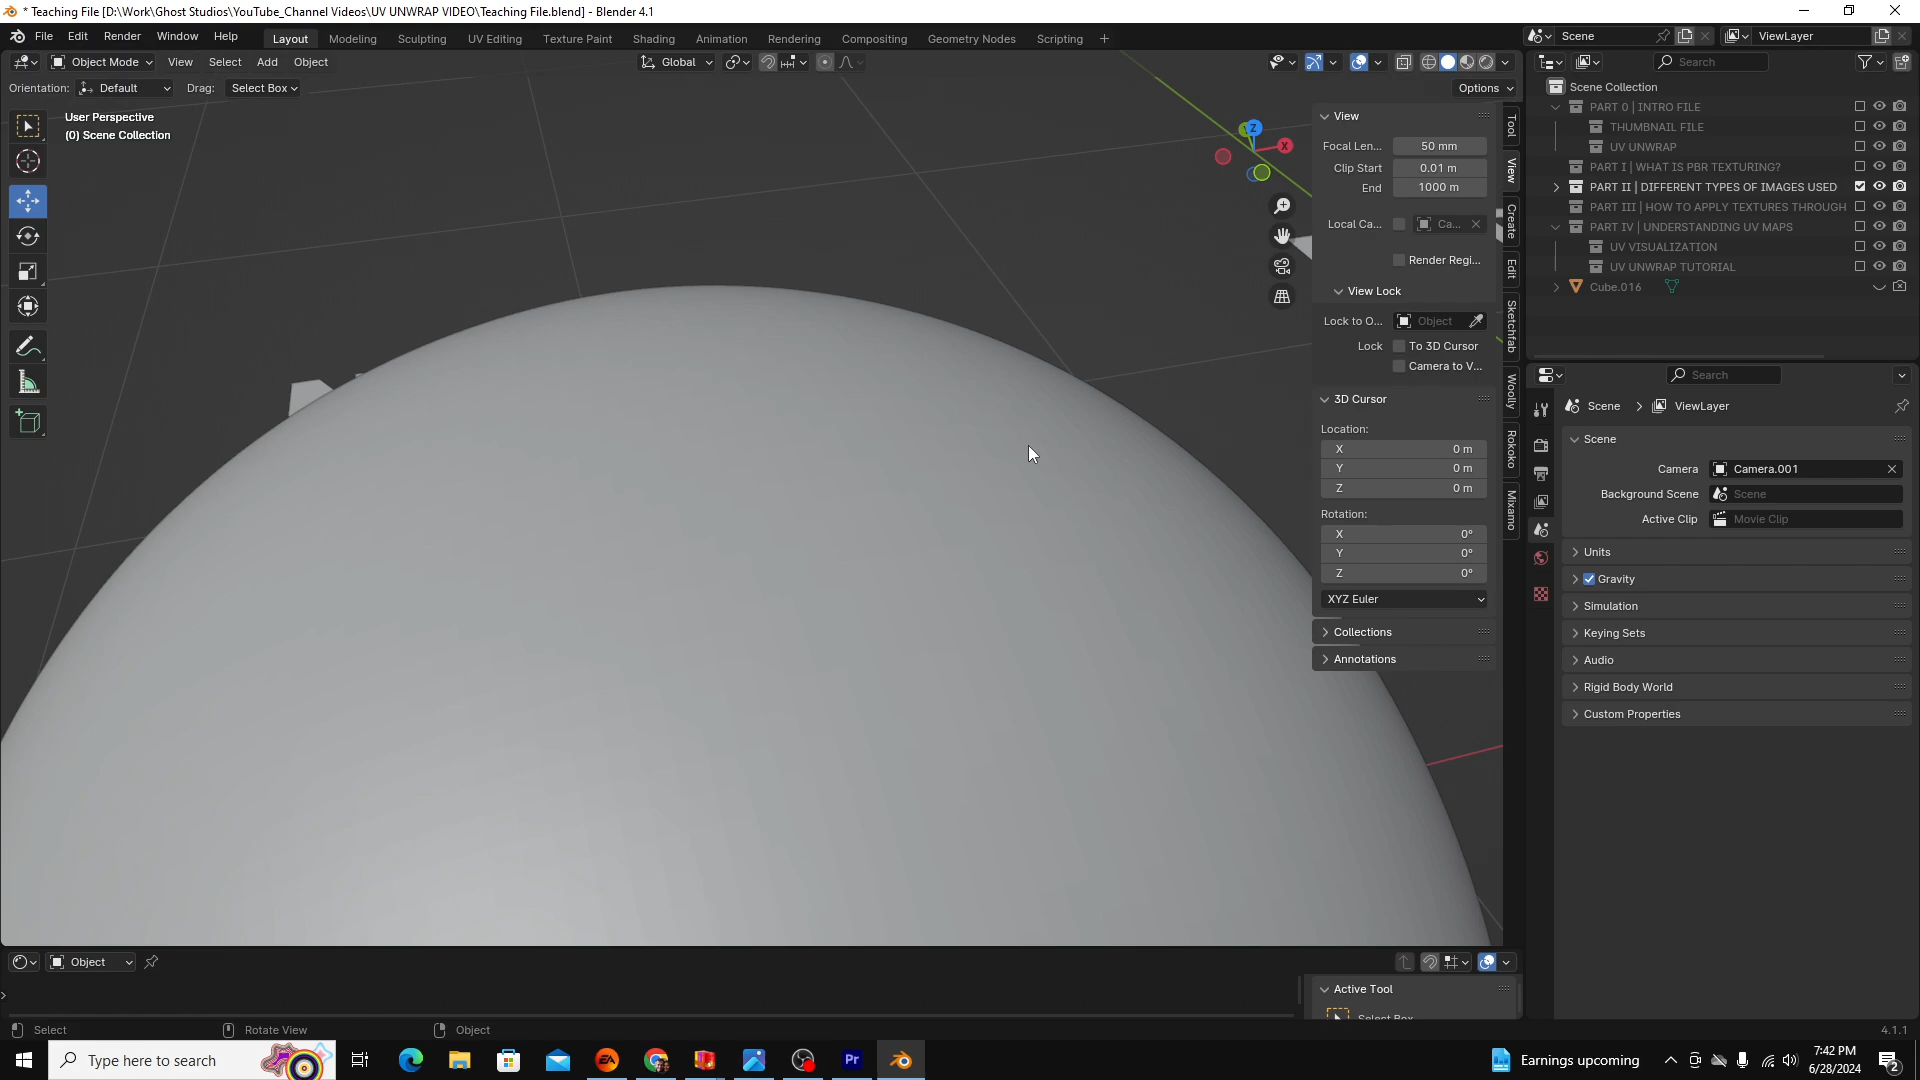 * Teaching File [D:\Work\Ghost Studios\YouTube_Channel Videos\UV UNWRAP VIDEO\Teaching File.blend] - Blender 4.1
File Edit Render Window Help
Layout Modeling Sculpting UV Editing Texture Paint Shading Animation Rendering Compositing Geometry Nodes Scripting +
Scene
ViewLayer
Object Mode View Select Add Object
Global
Search
Orientation: Default Drag: Select Box
Options
User Perspective
(0) Scene Collection
Z
X
View
Focal Len... 50 mm
Clip Start 0.01 m
End 1000 m
Local Ca... Ca...
Render Regi...
View Lock
Lock to O... Object
Lock To 3D Cursor
Camera to V...
3D Cursor
Location:
X 0 m
Y 0 m
Z 0 m
Rotation:
X 0°
Y 0°
Z 0°
XYZ Euler
Collections
Annotations
Tool
View
Create
Edit
Sketchfab
Woolly
Rokoko
Mixamo
Scene Collection
PART 0 | INTRO FILE
THUMBNAIL FILE
UV UNWRAP
PART I | WHAT IS PBR TEXTURING?
PART II | DIFFERENT TYPES OF IMAGES USED
PART III | HOW TO APPLY TEXTURES THROUGH
PART IV | UNDERSTANDING UV MAPS
UV VISUALIZATION
UV UNWRAP TUTORIAL
Cube.016
Search
Scene > ViewLayer
Scene
Camera Camera.001
Background Scene Scene
Active Clip Movie Clip
Units
Gravity
Simulation
Keying Sets
Audio
Rigid Body World
Custom Properties
Object
Active Tool
Select Box
Select Rotate View Object
4.1.1
Type here to search
EA
Pr
Earnings upcoming
7:42 PM
6/28/2024
2